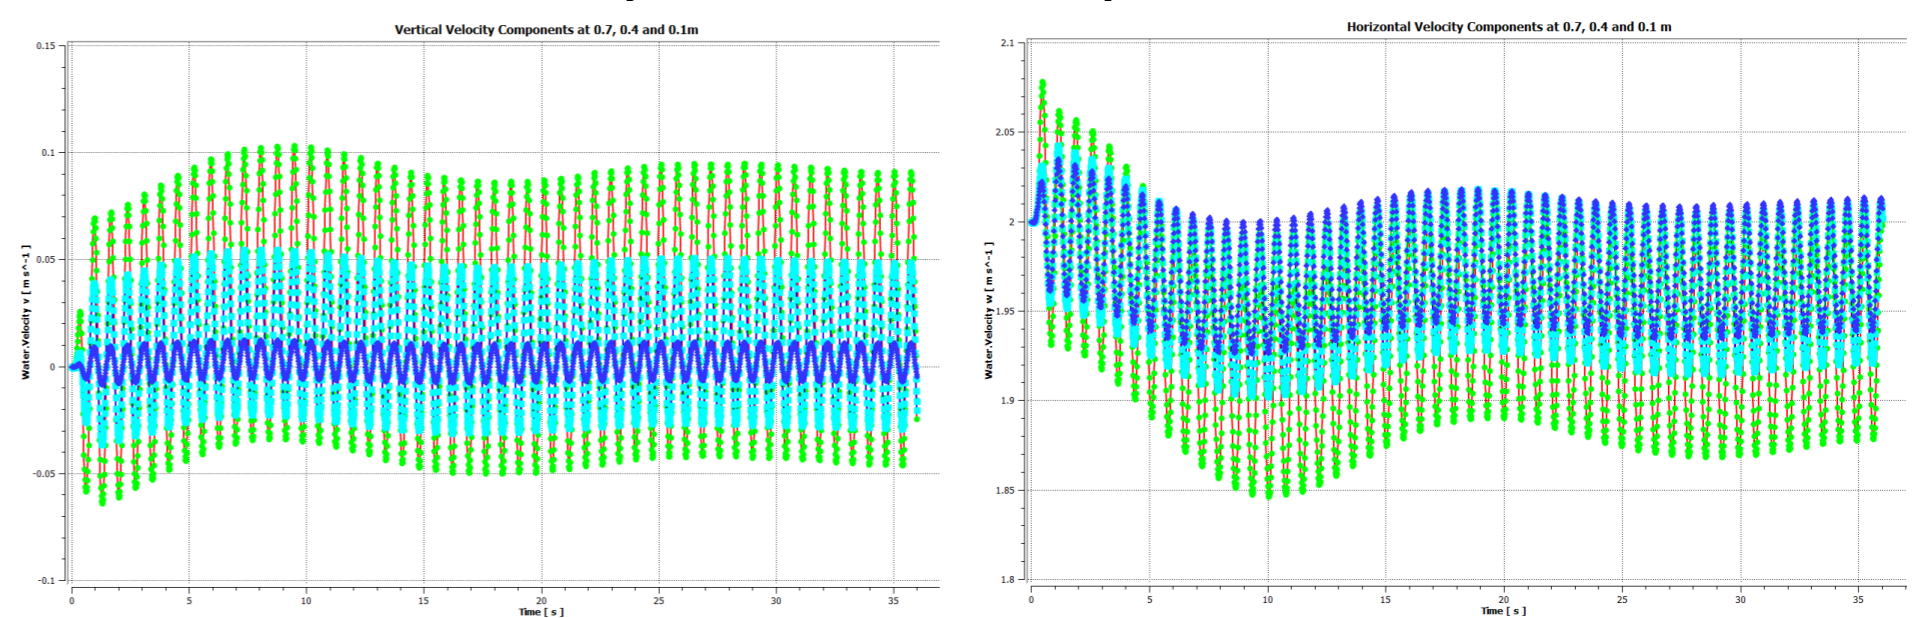 Vertical Velocity Components at 0.7, 0.4 and 0.1m
0.15
0.1
0.05
0
-0.05
-0.1
Water.Velocity v [ m s^-1 ]
0 5 10 15 20 25 30 35
Time [ s ]
Horizontal Velocity Components at 0.7, 0.4 and 0.1 m
2.1
2.05
2
1.95
1.9
1.85
1.8
Water.Velocity w [ m s^-1 ]
0 5 10 15 20 25 30 35
Time [ s ]